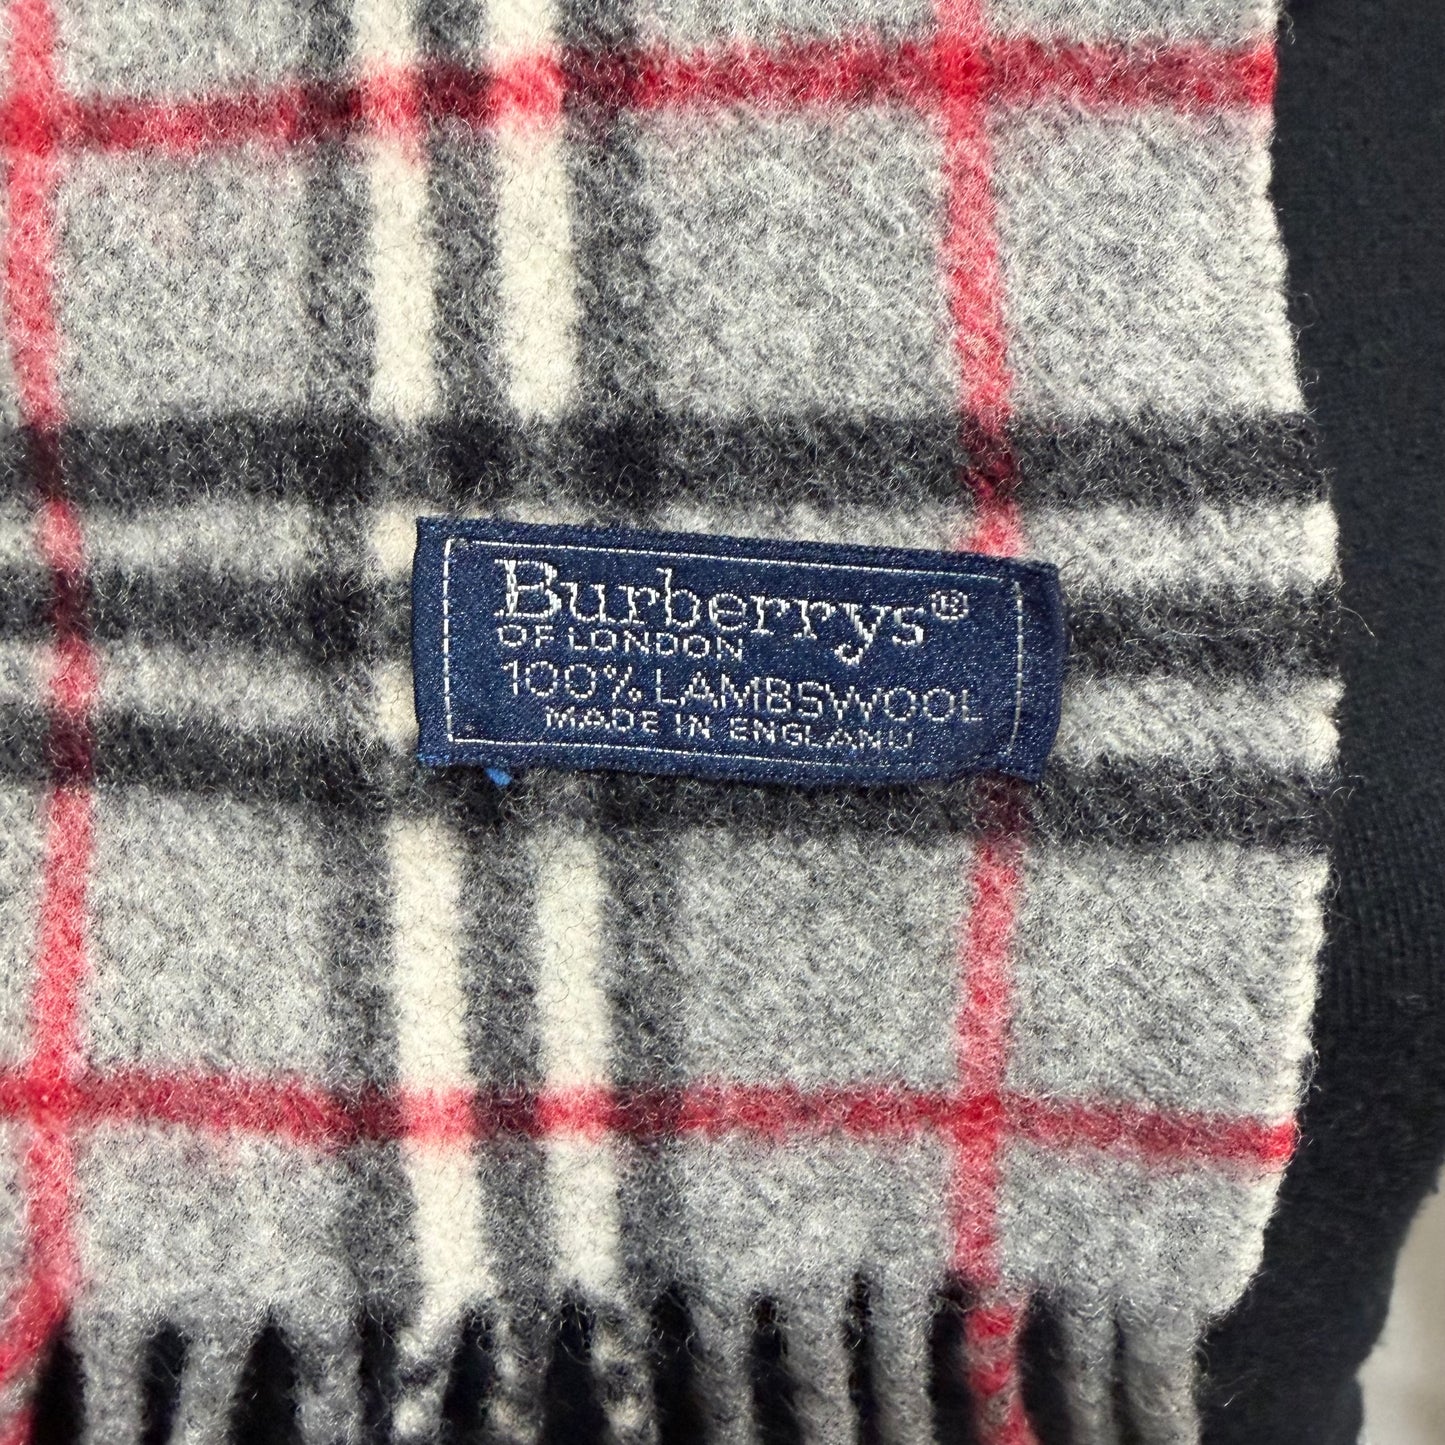 Burberrys®
OF LONDON
100% LAMBSWOOL
MADE IN ENGLAND